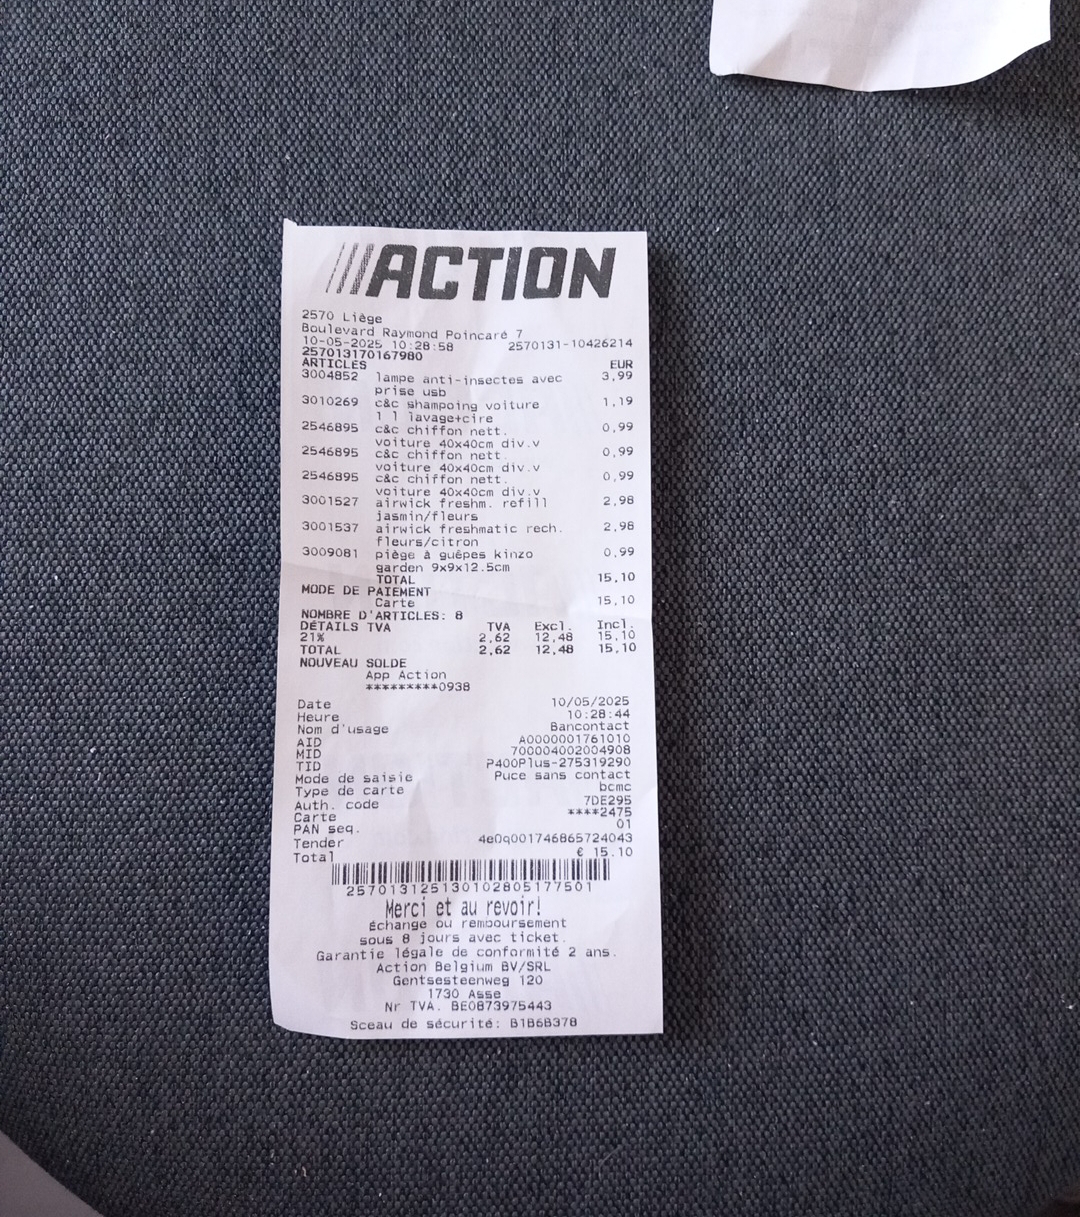 ACTION
2570 Liège
Boulevard Raymond Poincaré 7
10-05-2025 10:28:58 2570131-10426214
257013170167980
ARTICLES EUR
3004852 lampe anti-insectes avec 3,99
prise usb
3010269 c&c shampoing voiture 1,19
1 l lavage+cire
2546895 c&c chiffon nett. 0,99
voiture 40x40cm div.v
2546895 c&c chiffon nett. 0,99
voiture 40x40cm div.v
2546895 c&c chiffon nett. 0,99
voiture 40x40cm div.v
3001527 airwick freshm. refill 2,98
jasmin/fleurs
3001537 airwick freshmatic rech. 2,98
fleurs/citron
3009081 piège à guêpes kinzo 0,99
garden 9x9x12.5cm
TOTAL 15,10
MODE DE PAIEMENT
Carte 15,10
NOMBRE D'ARTICLES: 8
DÉTAILS TVA TVA Excl. Incl.
21% 2,62 12,48 15,10
TOTAL 2,62 12,48 15,10
NOUVEAU SOLDE
App Action
*********0938
Date 10/05/2025
Heure 10:28:44
Nom d'usage Bancontact
AID A0000001761010
MID 700004002004908
TID P400Plus-275319290
Mode de saisie Puce sans contact
Type de carte bcmc
Auth. code 7DE295
Carte ****2475
PAN seq. 01
Tender 4e0q001746865724043
Total € 15.10
257013125130102805177501
Merci et au revoir!
Échange ou remboursement
sous 8 jours avec ticket.
Garantie légale de conformité 2 ans.
Action Belgium BV/SRL
Gentsesteenweg 120
1730 Asse
Nr TVA. BE0873975443
Sceau de sécurité: B1B6B378